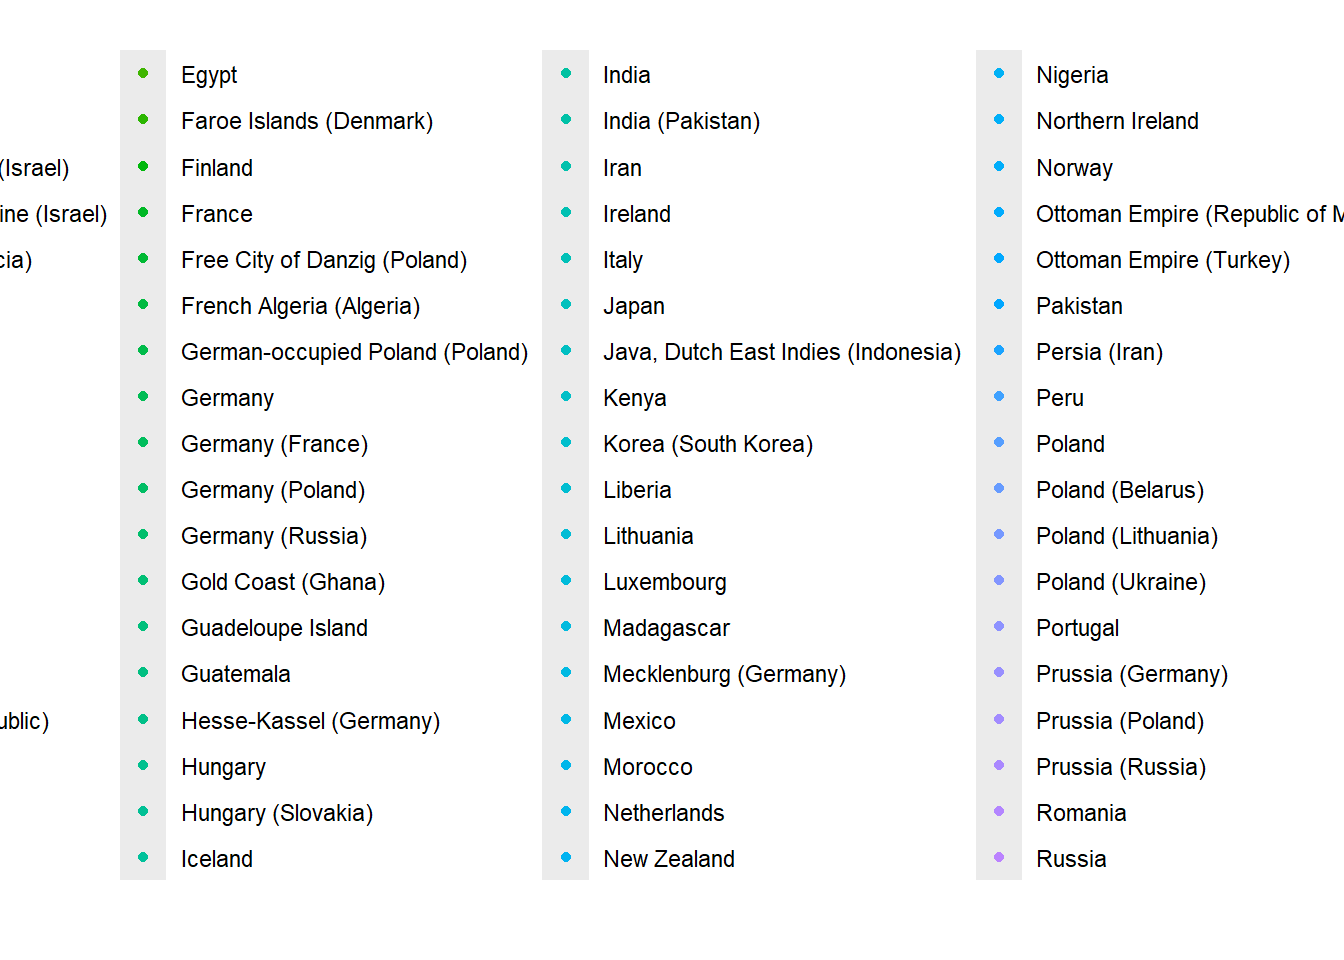 (Israel)
(Israel)
Egypt
Faroe Islands (Denmark)
Finland
France
Free City of Danzig (Poland)
French Algeria (Algeria)
German-occupied Poland (Poland)
Germany
Germany (France)
Germany (Poland)
Germany (Russia)
Gold Coast (Ghana)
Guadeloupe Island
Guatemala
Hesse-Kassel (Germany)
Hungary
Hungary (Slovakia)
Iceland
India
India (Pakistan)
Iran
Ireland
Italy
Japan
Java, Dutch East Indies (Indonesia)
Kenya
Korea (South Korea)
Liberia
Lithuania
Luxembourg
Madagascar
Mecklenburg (Germany)
Mexico
Morocco
Netherlands
New Zealand
Nigeria
Northern Ireland
Norway
Ottoman Empire (Republic of
Ottoman Empire (Turkey)
Pakistan
Persia (Iran)
Peru
Poland
Poland (Belarus)
Poland (Lithuania)
Poland (Ukraine)
Portugal
Prussia (Germany)
Prussia (Poland)
Prussia (Russia)
Romania
Russia